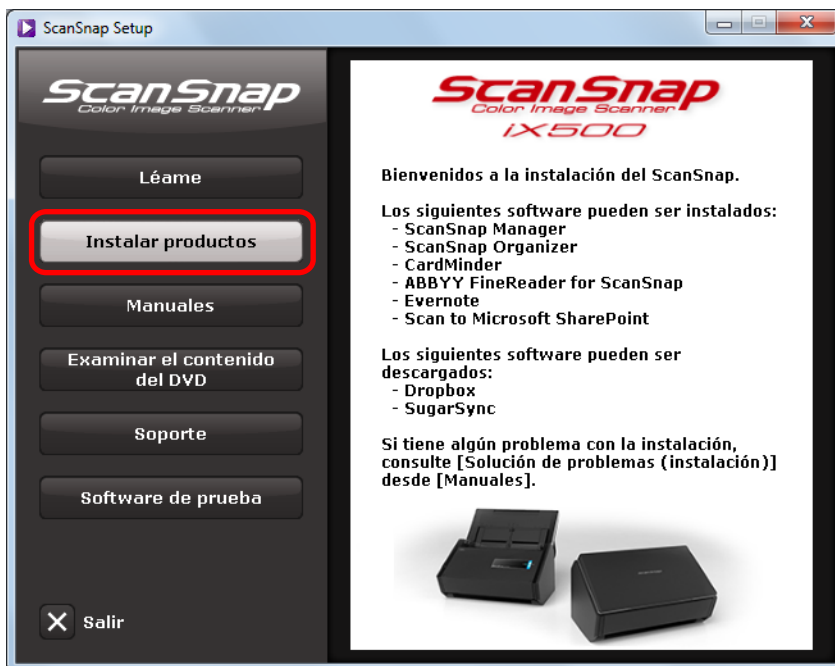 ScanSnap Setup
ScanSnap
Color Image Scanner
Léame
Instalar productos
Manuales
Examinar el contenido
del DVD
Soporte
Software de prueba
Salir
ScanSnap
Color Image Scanner
iX500
Bienvenidos a la instalación del ScanSnap.
Los siguientes software pueden ser instalados:
- ScanSnap Manager
- ScanSnap Organizer
- CardMinder
- ABBYY FineReader for ScanSnap
- Evernote
- Scan to Microsoft SharePoint
Los siguientes software pueden ser
descargados:
- Dropbox
- SugarSync
Si tiene algún problema con la instalación,
consulte [Solución de problemas (instalación)]
desde [Manuales].